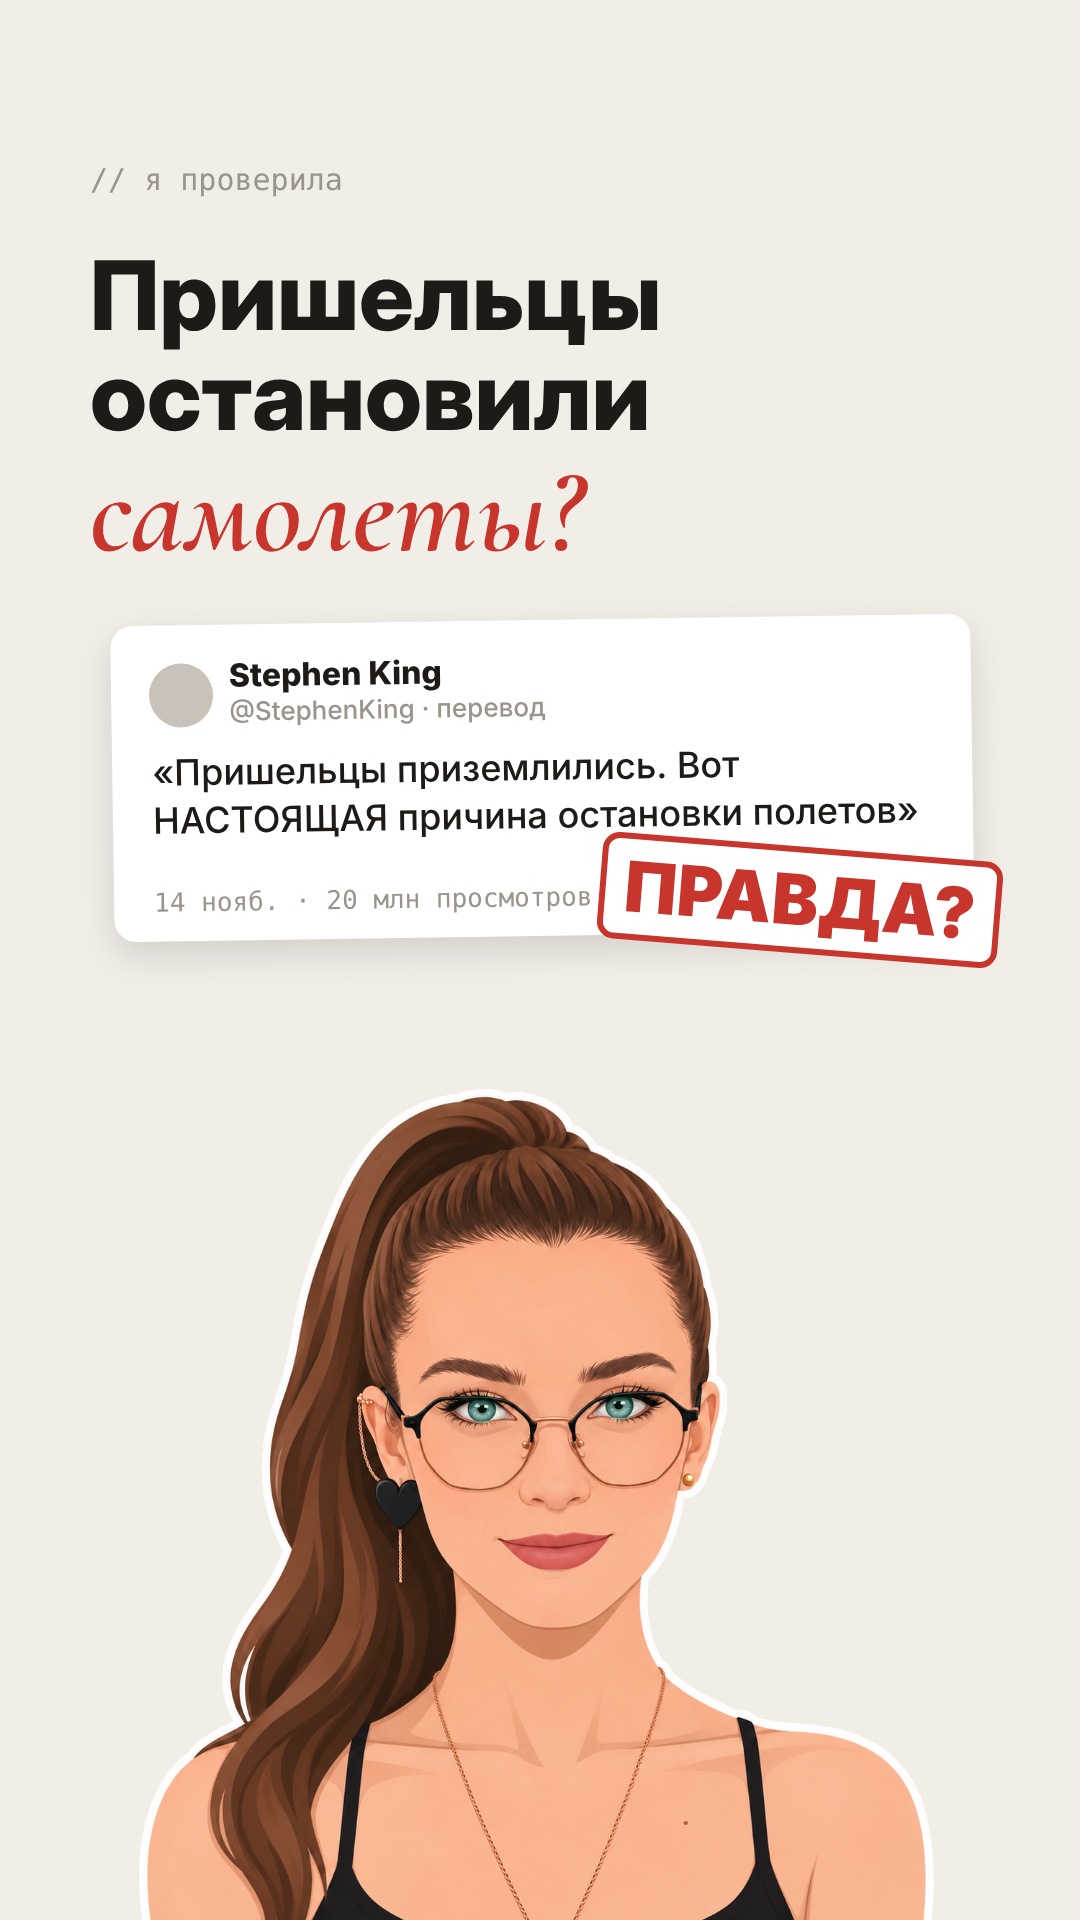 // я проверила
Пришельцы
остановили
самолеты?
Stephen King
@StephenKing · перевод
«Пришельцы приземлились. Вот
НАСТОЯЩАЯ причина остановки полетов»
14 нояб. · 20 млн просмотров
ПРАВДА?